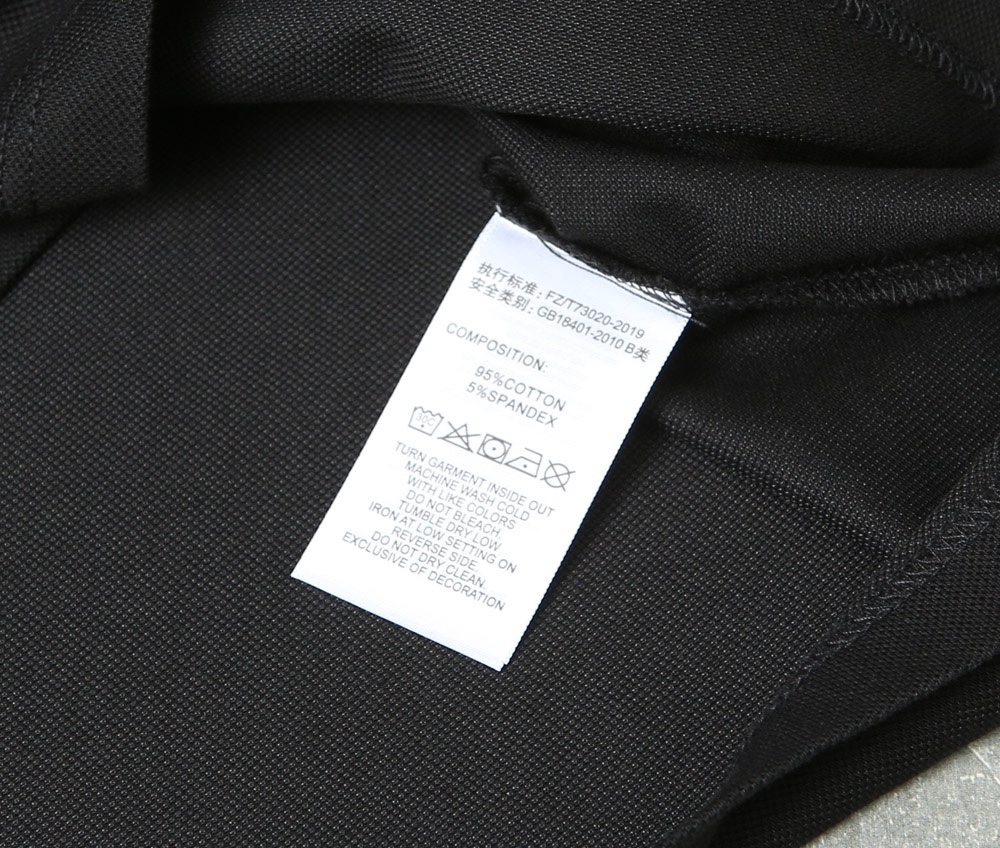 执行标准: FZ/T73020-2019
安全类别: GB18401-2010 B类
COMPOSITION:
95%COTTON
5%SPANDEX
30C
TURN GARMENT INSIDE OUT
MACHINE WASH COLD
WITH LIKE COLORS
DO NOT BLEACH.
TUMBLE DRY LOW
IRON AT LOW SETTING ON
REVERSE SIDE.
DO NOT DRY CLEAN.
EXCLUSIVE OF DECORATION